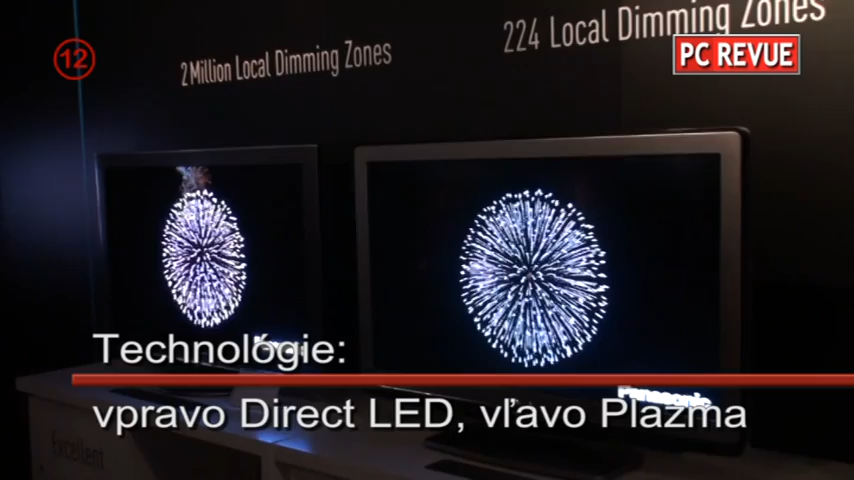 224 Local Dimming Zones
2 Million Local Dimming Zones
12
PC REVUE
Panasonic
Technológie:
vpravo Direct LED, vľavo Plazma
Excellent